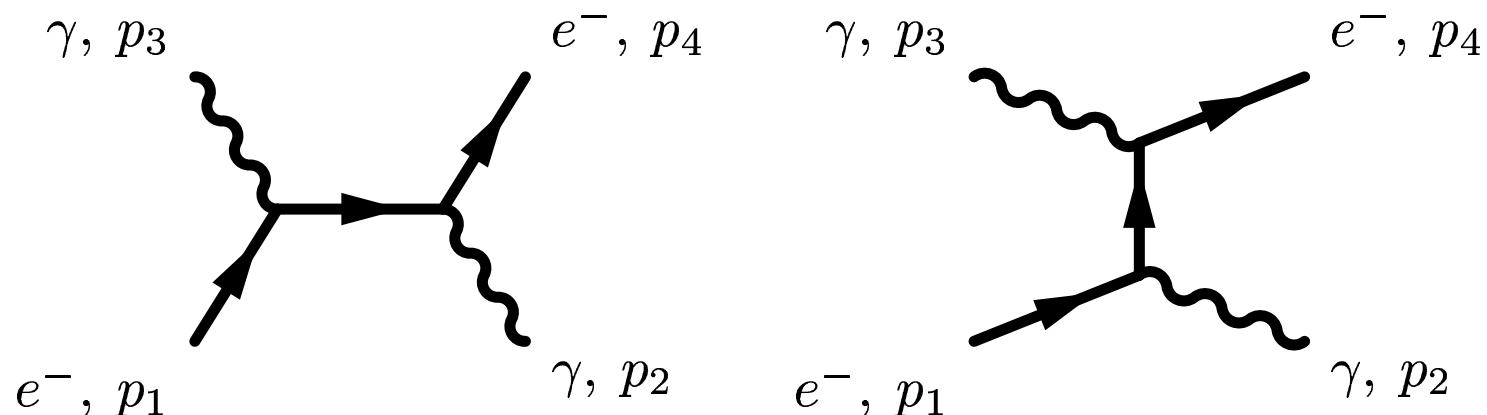 γ, p₃ e⁻, p₄ γ, p₃ e⁻, p₄
e⁻, p₁ γ, p₂ e⁻, p₁ γ, p₂